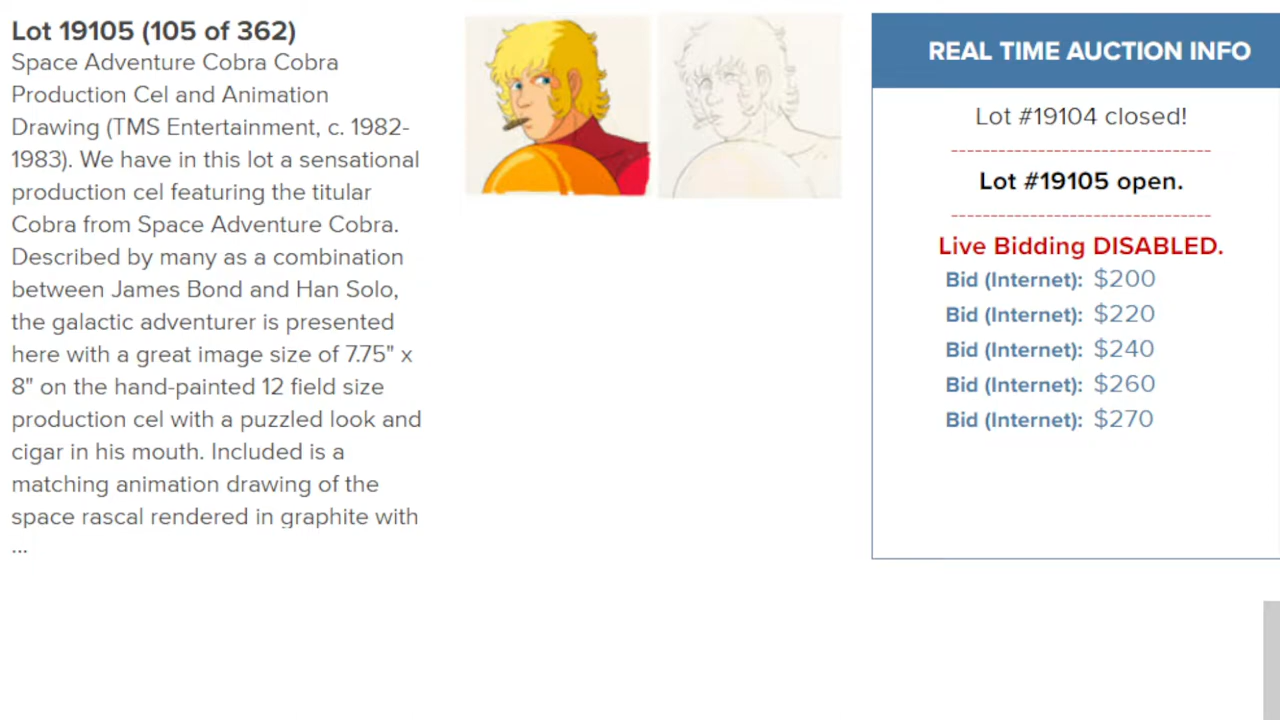 Lot 19105 (105 of 362)
Space Adventure Cobra Cobra
Production Cel and Animation
Drawing (TMS Entertainment, c. 1982-
1983). We have in this lot a sensational
production cel featuring the titular
Cobra from Space Adventure Cobra.
Described by many as a combination
between James Bond and Han Solo,
the galactic adventurer is presented
here with a great image size of 7.75" x
8" on the hand-painted 12 field size
production cel with a puzzled look and
cigar in his mouth. Included is a
matching animation drawing of the
space rascal rendered in graphite with
...
REAL TIME AUCTION INFO
Lot #19104 closed!
--------------------------------
Lot #19105 open.
--------------------------------
Live Bidding DISABLED.
Bid (Internet): $200
Bid (Internet): $220
Bid (Internet): $240
Bid (Internet): $260
Bid (Internet): $270